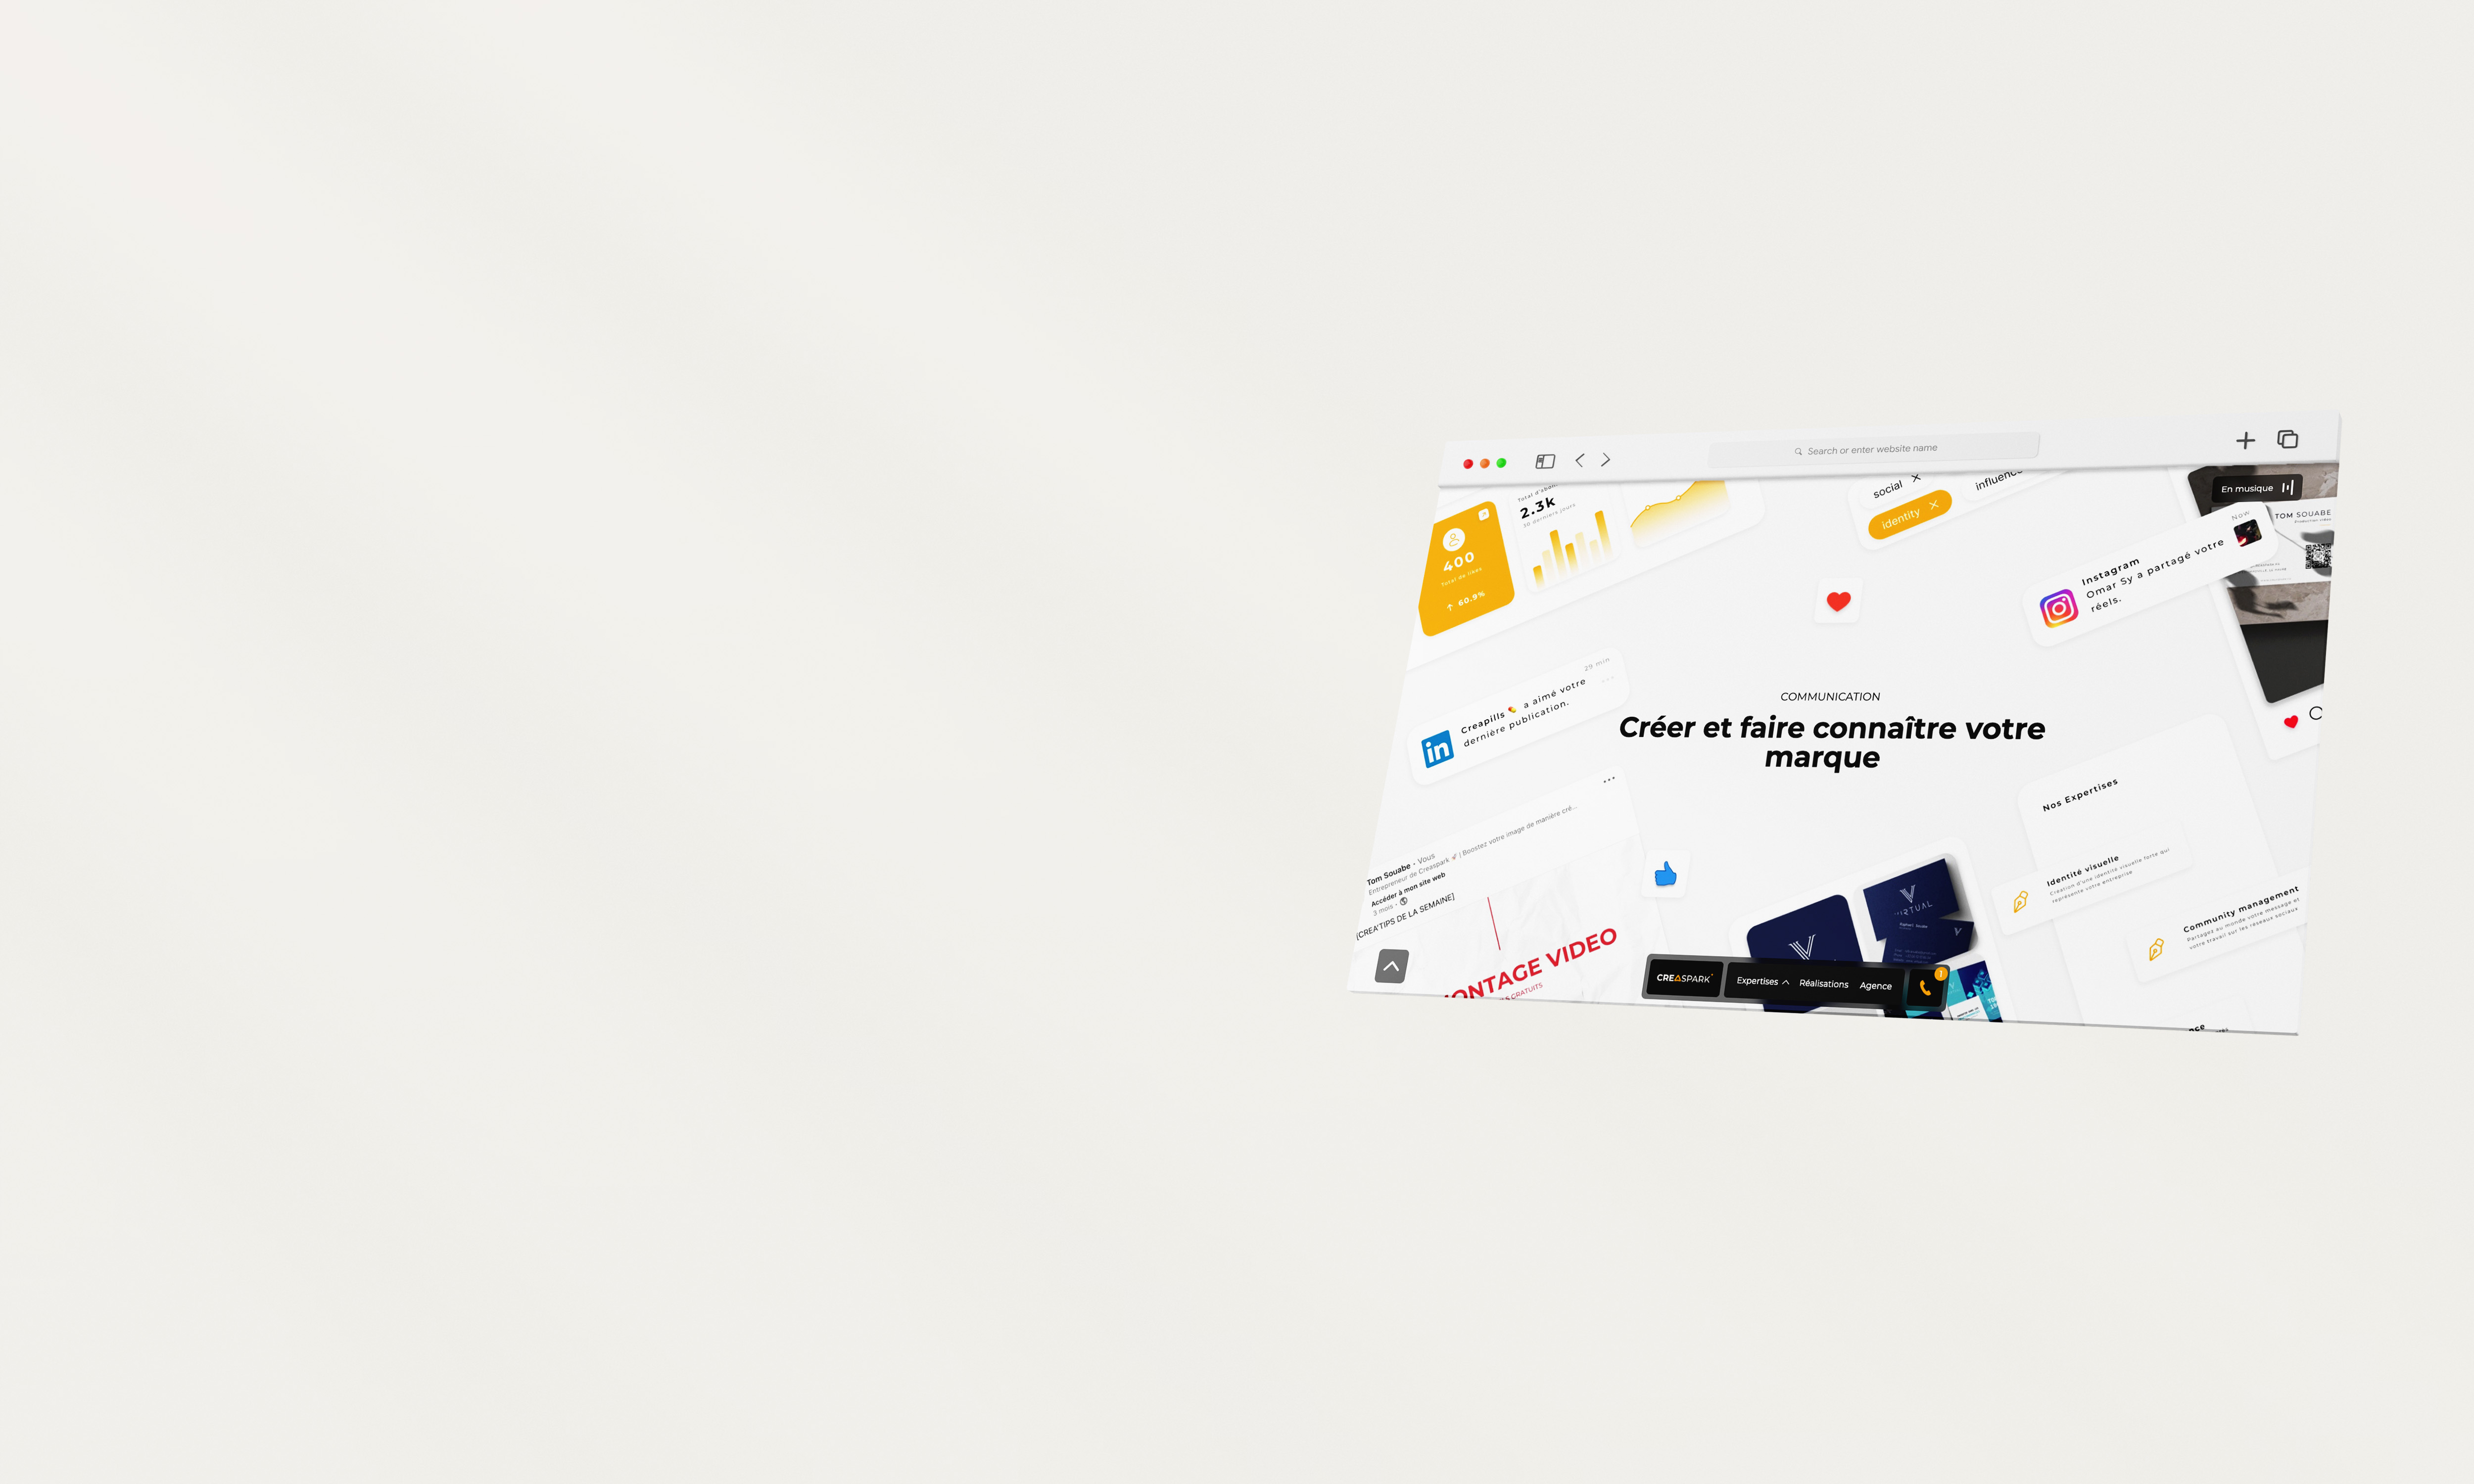 Search or enter website name
400
Total de likes
60.9%
2.3k
30 derniers jours
social
influenc
identity
En musique
TOM SOUABE
Now
Instagram
Omar Sy a partagé votre
réels.
29 min
Creapills a aimé votre
dernière publication.
COMMUNICATION
Créer et faire connaître votre
marque
Tom Souabe • Vous
Entrepreneur de Creaspark | Boostez votre image de manière cré...
Accéder à mon site web
3 mois •
[CREA'TIPS DE LA SEMAINE]
ONTAGE VIDEO
GRATUITS
Nos Expertises
Identité visuelle
Création d'une identité visuelle forte qui
représente votre entreprise
Community management
Partagez au monde votre message et
votre travail sur les réseaux sociaux
VIRTUAL
CREASPARK
Expertises
Réalisations
Agence
1